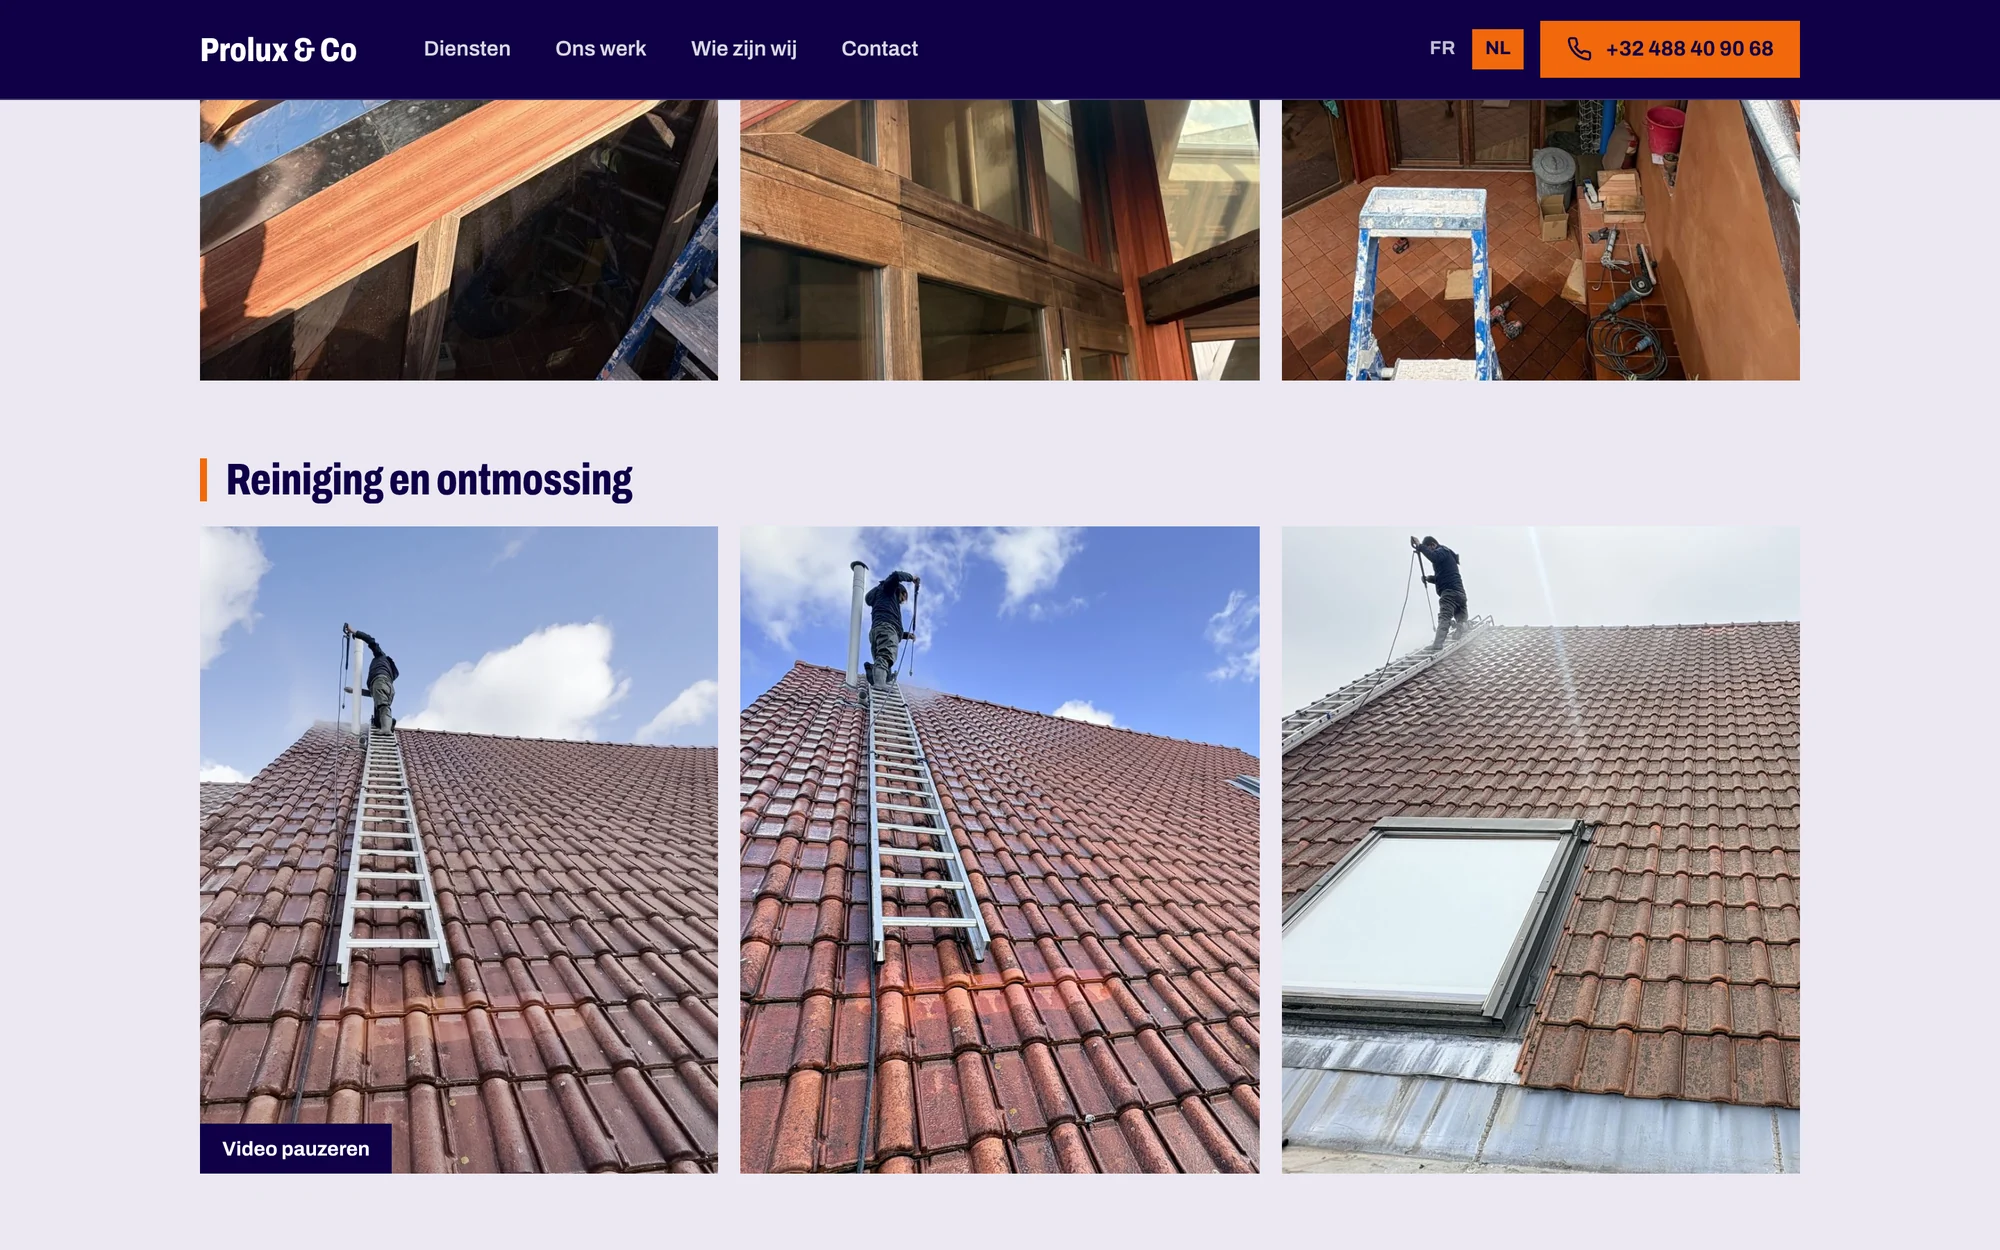 Prolux & Co
Diensten
Ons werk
Wie zijn wij
Contact
FR
NL
+32 488 40 90 68
Reiniging en ontmossing
Video pauzeren